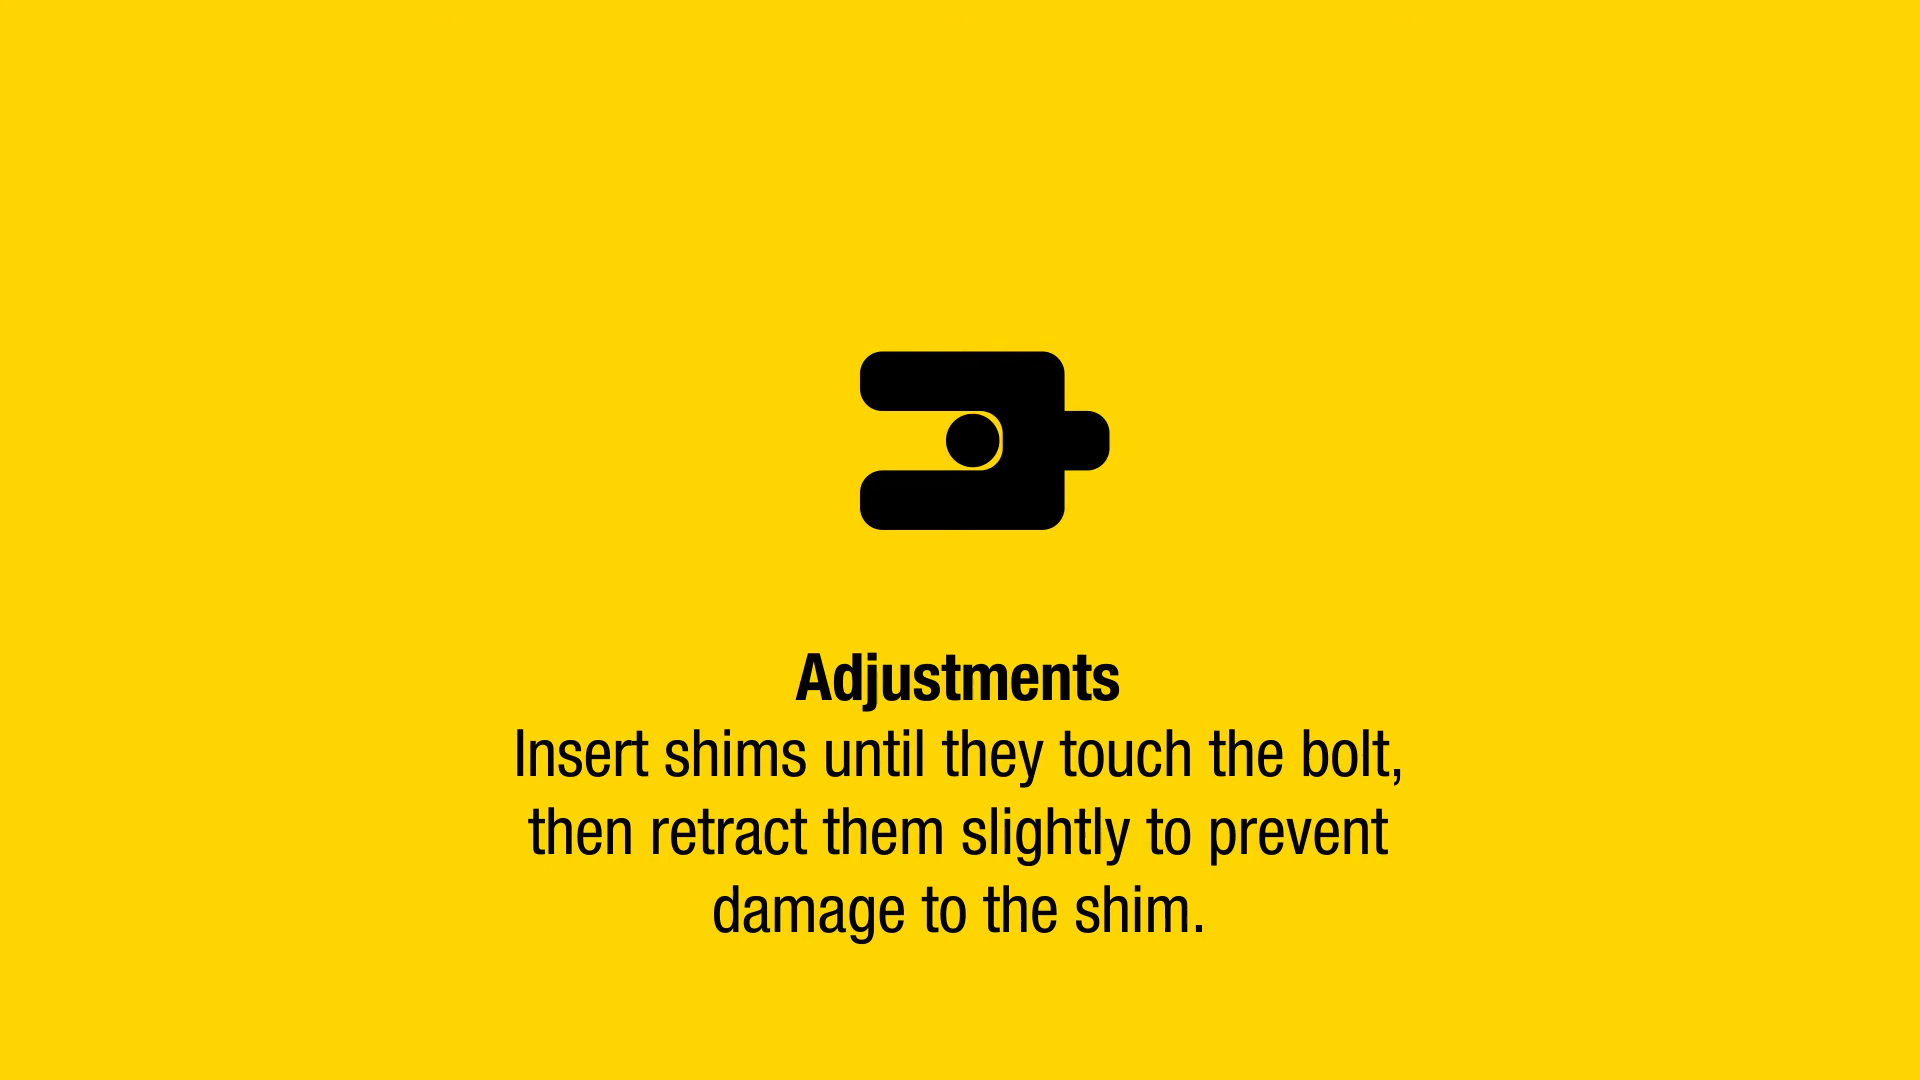 Adjustments
Insert shims until they touch the bolt,
then retract them slightly to prevent
damage to the shim.